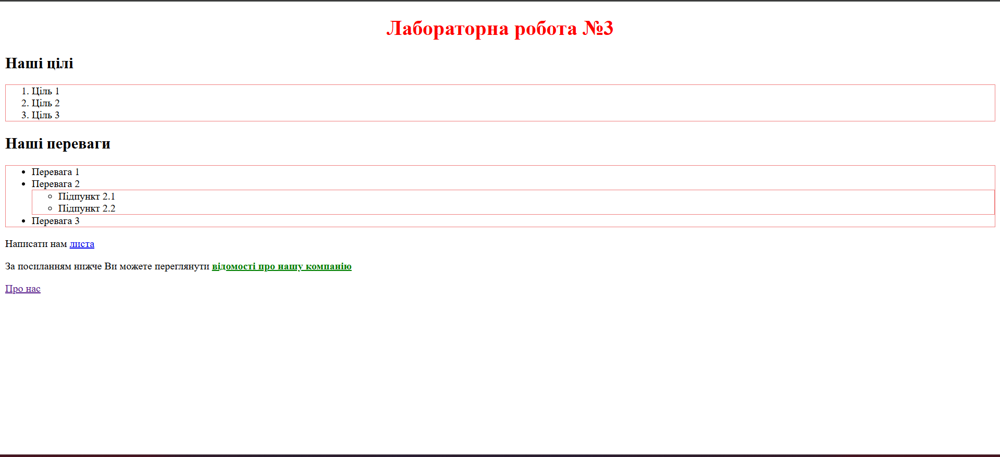 Лабораторна робота №3
Наші цілі
1. Ціль 1
2. Ціль 2
3. Ціль 3
Наші переваги
• Перевага 1
• Перевага 2
◦ Підпункт 2.1
◦ Підпункт 2.2
• Перевага 3
Написати нам листа
За посиланням нижче Ви можете переглянути відомості про нашу компанію
Про нас